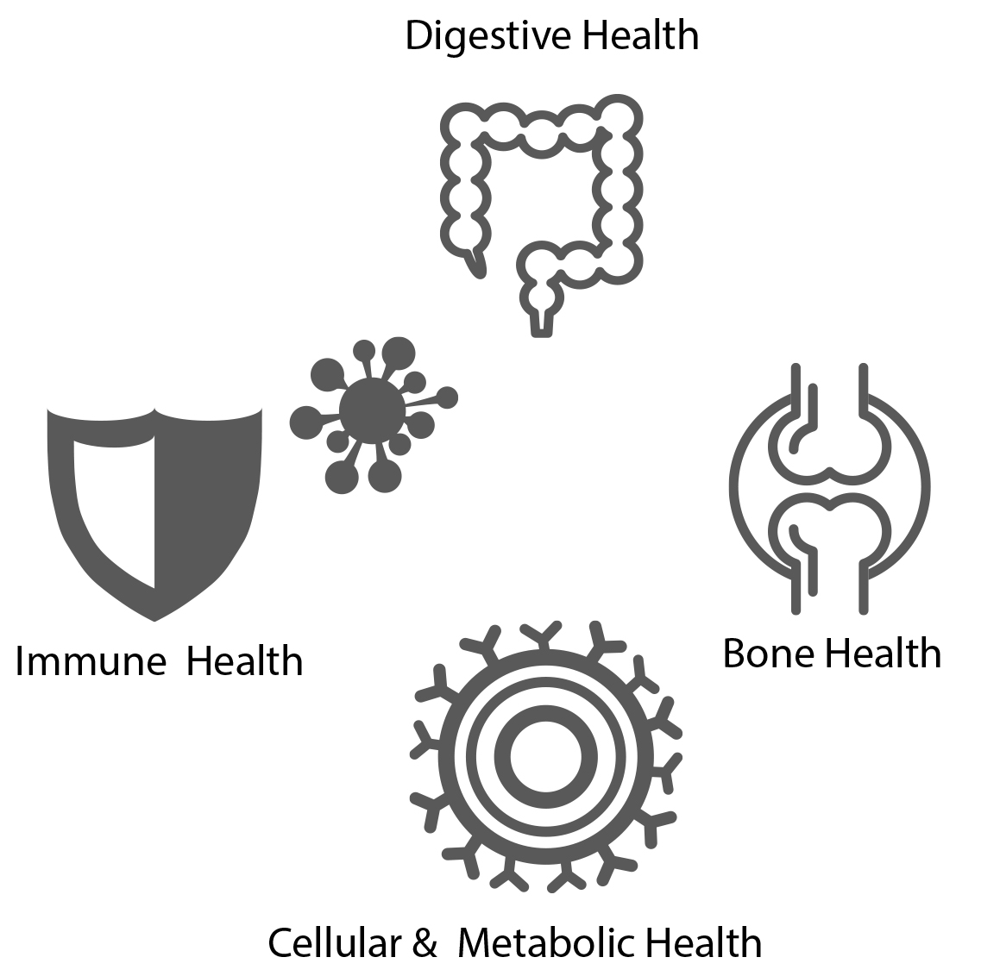 Digestive Health
Immune Health
Bone Health
Cellular & Metabolic Health